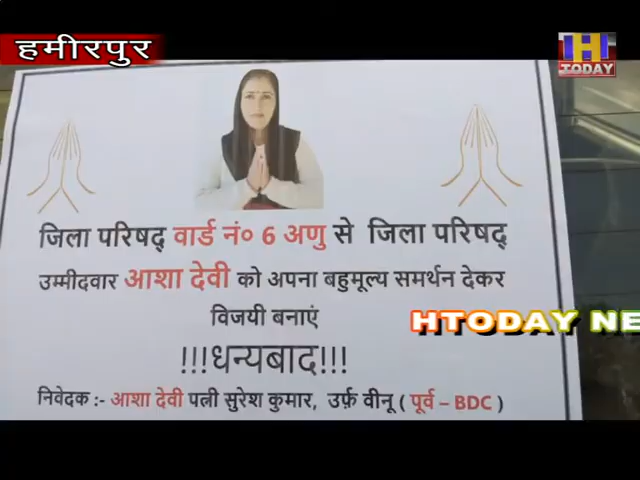 हमीरपुर
H
TODAY
जिला परिषद् वार्ड नं० 6 अणु से जिला परिषद्
उम्मीदवार आशा देवी को अपना बहुमूल्य समर्थन देकर
विजयी बनाएं
HTODAY NE
!!!धन्यबाद!!!
निवेदक :- आशा देवी पत्नी सुरेश कुमार, उर्फ़ वीनू ( पूर्व – BDC )